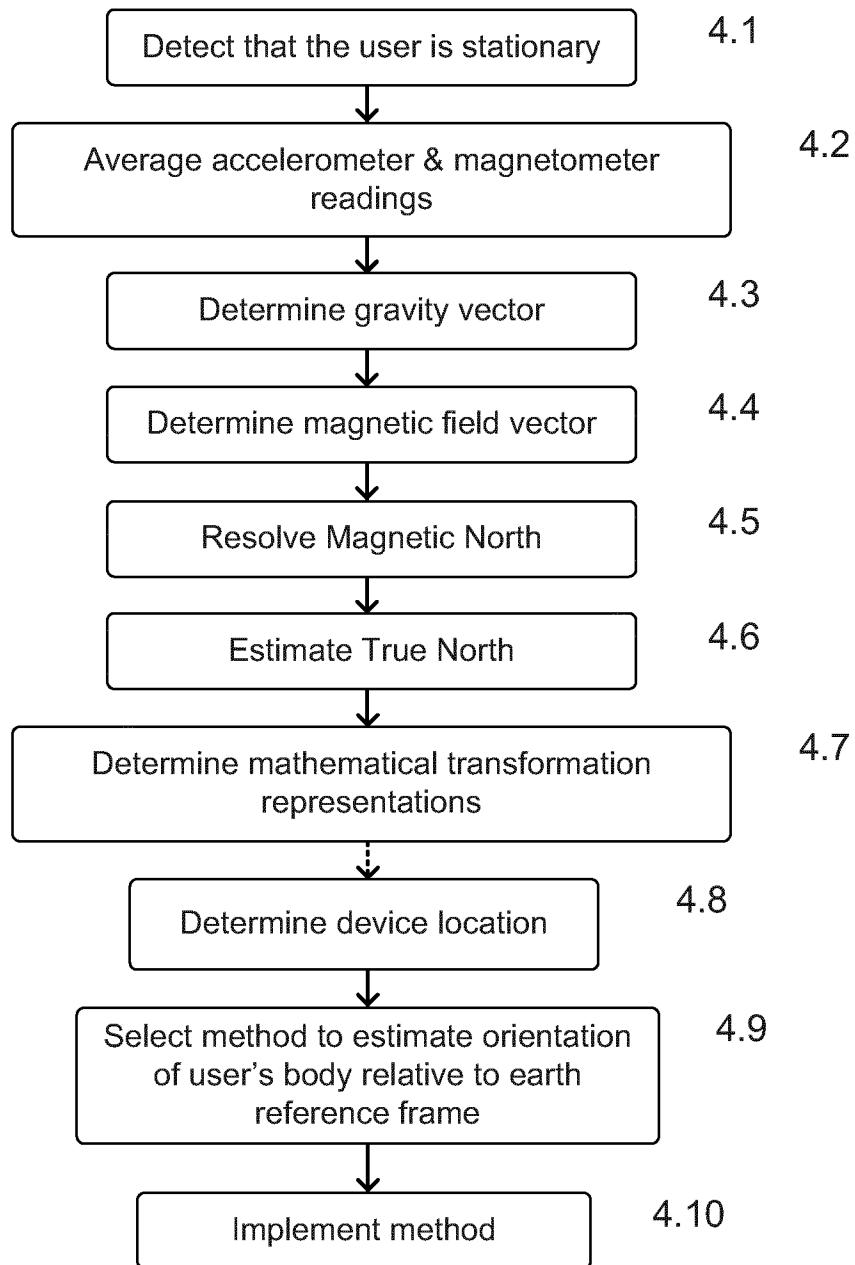 Detect that the user is stationary
4.1
Average accelerometer & magnetometer
readings
4.2
Determine gravity vector
4.3
Determine magnetic field vector
4.4
Resolve Magnetic North
4.5
Estimate True North
4.6
Determine mathematical transformation
representations
4.7
Determine device location
4.8
Select method to estimate orientation
of user's body relative to earth
reference frame
4.9
Implement method
4.10